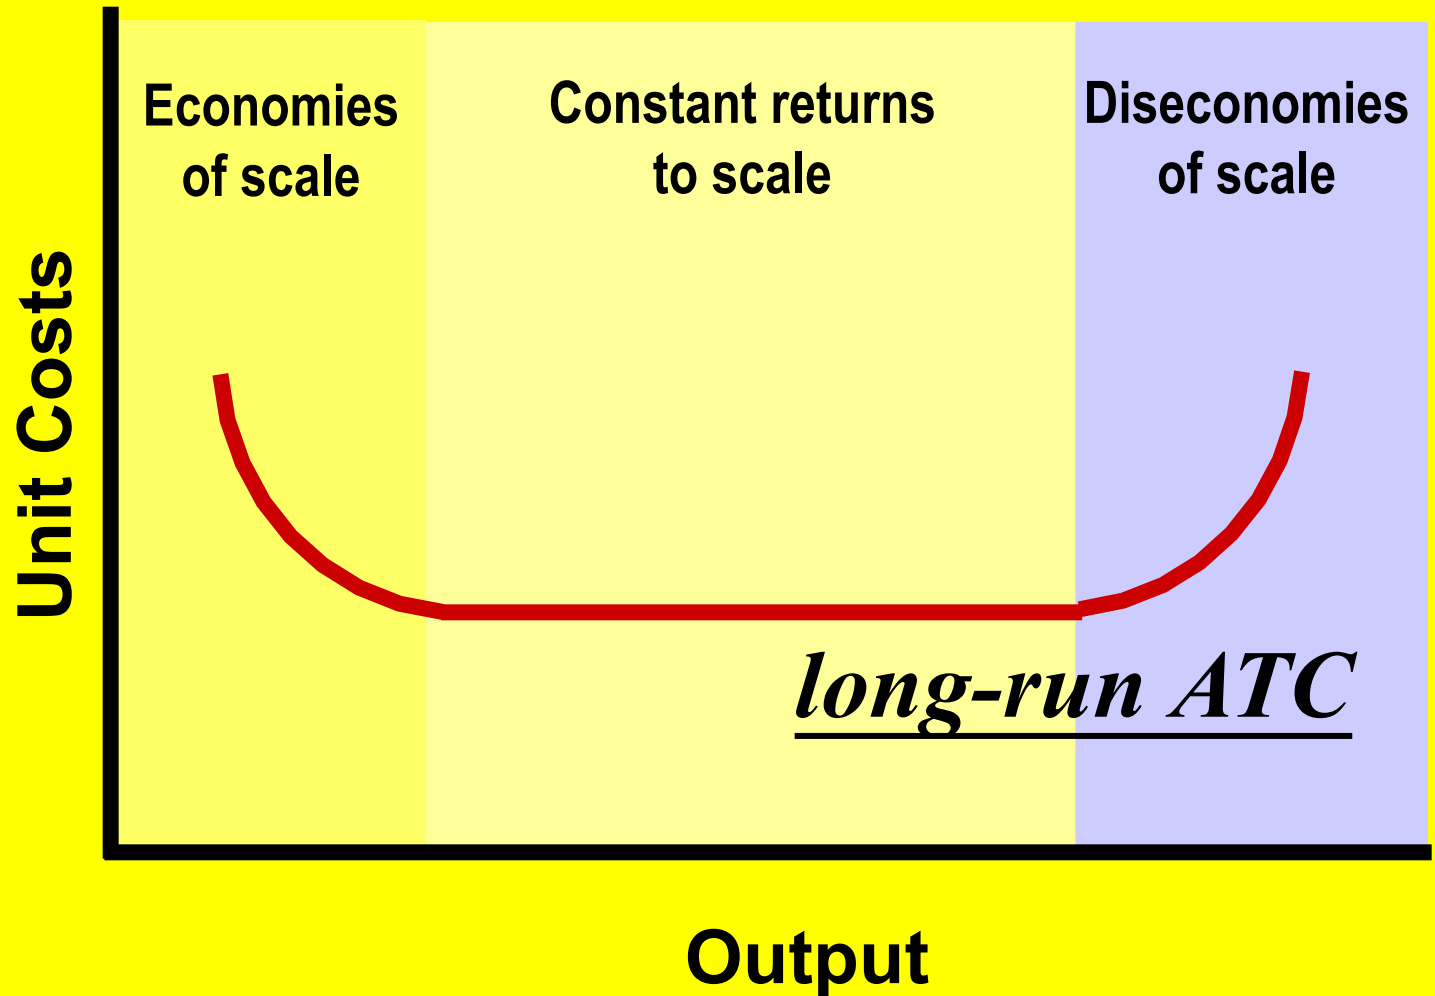 Economies
of scale
Constant returns
to scale
Diseconomies
of scale
Unit Costs
long-run ATC
Output